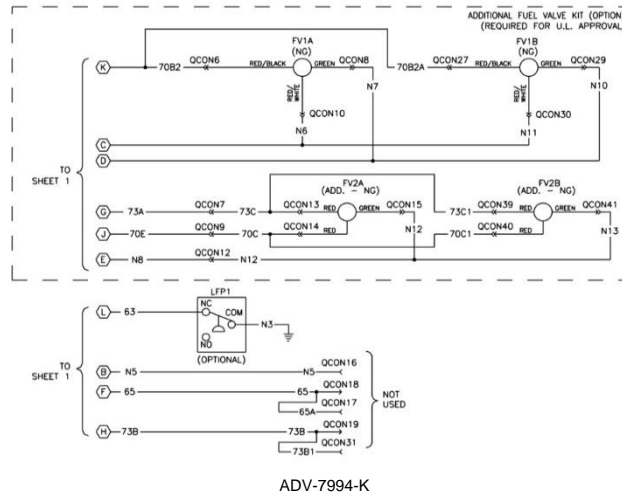 ADDITIONAL FUEL VALVE KIT (OPTION
(REQUIRED FOR U.L. APPROVAL
FV1A
(NG)
FV1B
(NG)
K
70B2
QCON6
RED/BLACK
GREEN
QCON8
70B2A
QCON27
RED/BLACK
GREEN
QCON29
N7
N10
RED/
WHITE
QCON10
RED/
WHITE
QCON30
N6
N11
C
D
TO
SHEET 1
FV2A
(ADD. - NG)
FV2B
(ADD. - NG)
G
73A
QCON7
73C
QCON13
RED
GREEN
QCON15
73C1
QCON39
RED
GREEN
QCON41
J
70E
QCON9
70C
QCON14
RED
N12
70C1
QCON40
RED
N13
E
N8
QCON12
N12
LFP1
L
63
NC
COM
N3
NO
(OPTIONAL)
TO
SHEET 1
B
N5
N5
QCON16
F
65
65
QCON18
65A
QCON17
NOT
USED
H
73B
73B
QCON19
73B1
QCON31
ADV-7994-K